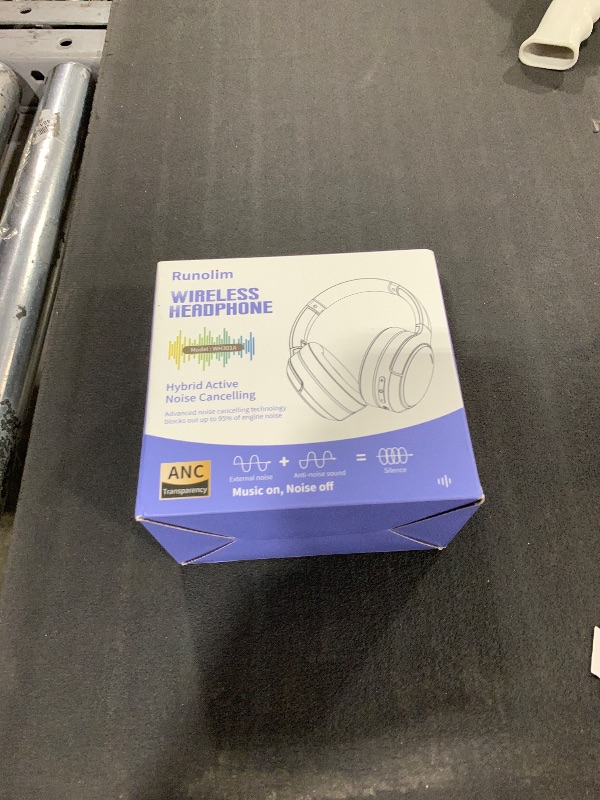 Runolim
WIRELESS
HEADPHONE
Model : WH301A
Hybrid Active
Noise Cancelling
Advanced noise cancelling technology
blocks out up to 95% of engine noise
ANC
Transparency
External noise + Anti-noise sound = Silence
Music on, Noise off